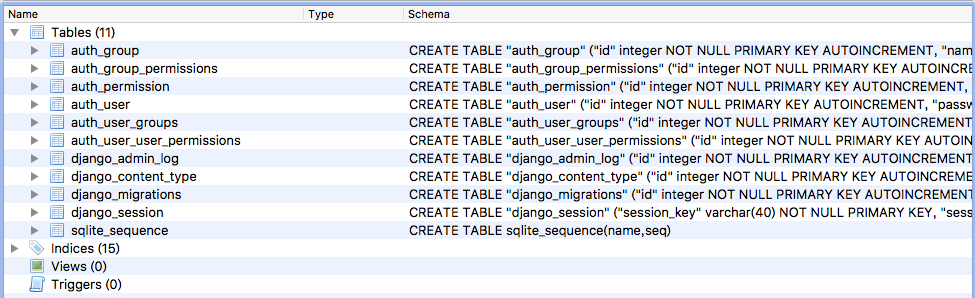 Name Type Schema
Tables (11)
auth_group CREATE TABLE "auth_group" ("id" integer NOT NULL PRIMARY KEY AUTOINCREMENT, "nam
auth_group_permissions CREATE TABLE "auth_group_permissions" ("id" integer NOT NULL PRIMARY KEY AUTOINCRE
auth_permission CREATE TABLE "auth_permission" ("id" integer NOT NULL PRIMARY KEY AUTOINCREMENT,
auth_user CREATE TABLE "auth_user" ("id" integer NOT NULL PRIMARY KEY AUTOINCREMENT, "passw
auth_user_groups CREATE TABLE "auth_user_groups" ("id" integer NOT NULL PRIMARY KEY AUTOINCREMENT
auth_user_user_permissions CREATE TABLE "auth_user_user_permissions" ("id" integer NOT NULL PRIMARY KEY AUTOINC
django_admin_log CREATE TABLE "django_admin_log" ("id" integer NOT NULL PRIMARY KEY AUTOINCREMENT
django_content_type CREATE TABLE "django_content_type" ("id" integer NOT NULL PRIMARY KEY AUTOINCREME
django_migrations CREATE TABLE "django_migrations" ("id" integer NOT NULL PRIMARY KEY AUTOINCREMENT
django_session CREATE TABLE "django_session" ("session_key" varchar(40) NOT NULL PRIMARY KEY, "sess
sqlite_sequence CREATE TABLE sqlite_sequence(name,seq)
Indices (15)
Views (0)
Triggers (0)